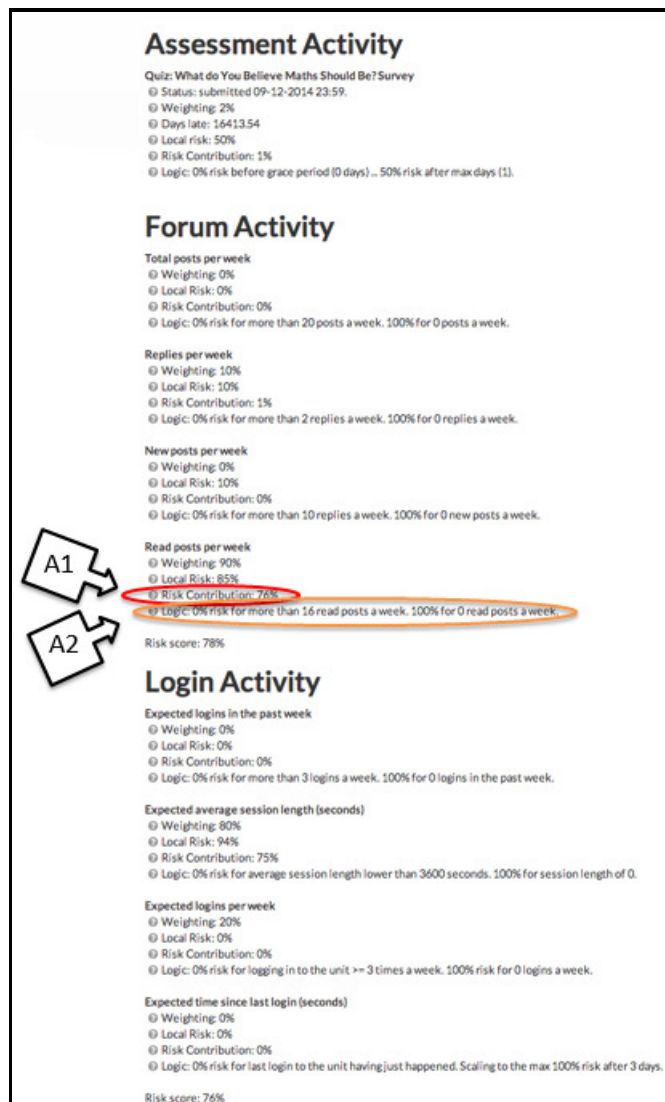 Assessment Activity
Quiz: What do You Believe Maths Should Be? Survey
Status: submitted 09-12-2014 23:59.
Weighting: 2%
Days late: 16413.54
Local risk: 50%
Risk Contribution: 1%
Logic: 0% risk before grace period (0 days) ... 50% risk after max days (1).
Forum Activity
Total posts per week
Weighting: 0%
Local Risk: 0%
Risk Contribution: 0%
Logic: 0% risk for more than 20 posts a week. 100% for 0 posts a week.
Replies per week
Weighting: 10%
Local Risk: 10%
Risk Contribution: 1%
Logic: 0% risk for more than 2 replies a week. 100% for 0 replies a week.
New posts per week
Weighting: 0%
Local Risk: 10%
Risk Contribution: 0%
Logic: 0% risk for more than 10 replies a week. 100% for 0 new posts a week.
Read posts per week
Weighting: 90%
A1
Local Risk: 85%
Risk Contribution: 76%
Logic: 0% risk for more than 16 read posts a week. 100% for 0 read posts a week.
A2
Risk score: 78%
Login Activity
Expected logins in the past week
Weighting: 0%
Local Risk: 0%
Risk Contribution: 0%
Logic: 0% risk for more than 3 logins a week. 100% for 0 logins in the past week.
Expected average session length (seconds)
Weighting: 80%
Local Risk: 94%
Risk Contribution: 75%
Logic: 0% risk for average session length lower than 3600 seconds. 100% for session length of 0.
Expected logins per week
Weighting: 20%
Local Risk: 0%
Risk Contribution: 0%
Logic: 0% risk for logging in to the unit >= 3 times a week. 100% risk for 0 logins a week.
Expected time since last login (seconds)
Weighting: 0%
Local Risk: 0%
Risk Contribution: 0%
Logic: 0% risk for last login to the unit having just happened. Scaling to the max 100% risk after 3 days.
Risk score: 76%